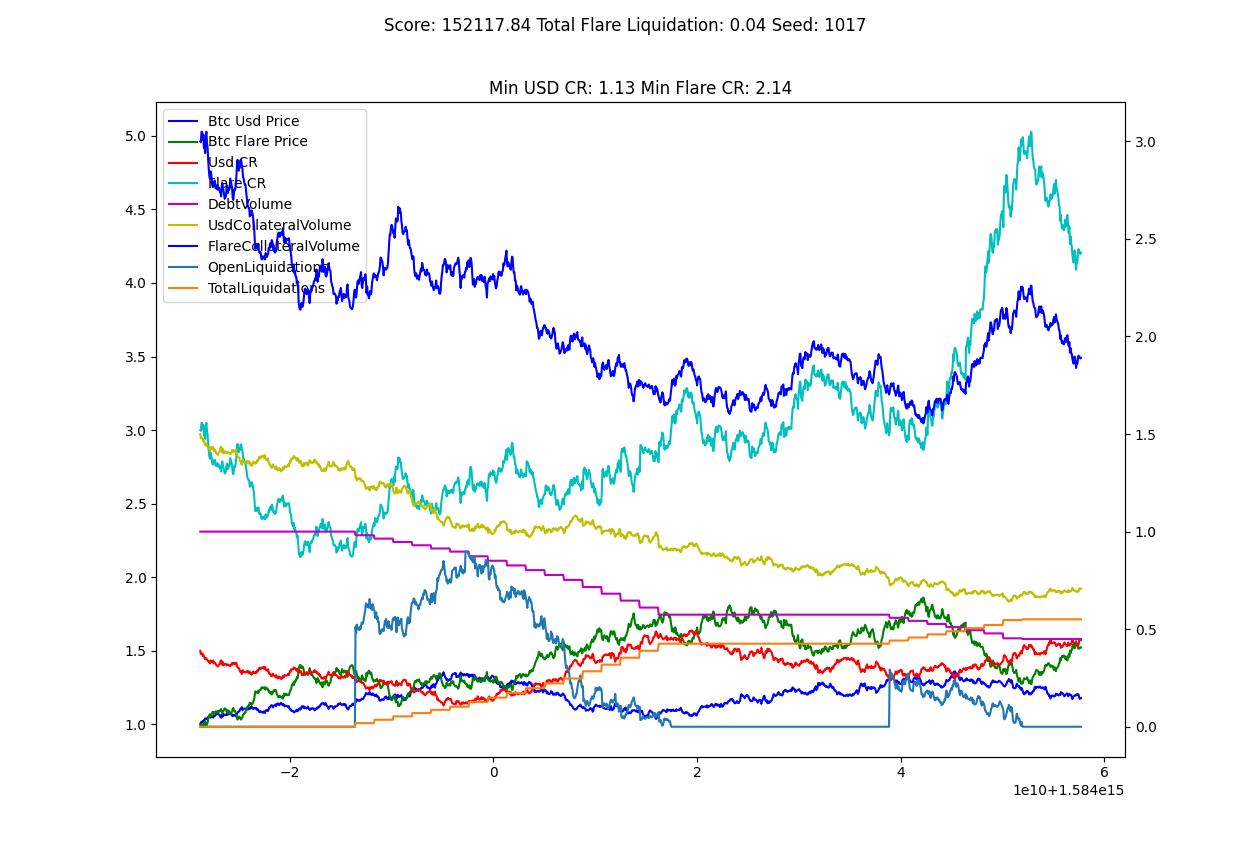 Score: 152117.84 Total Flare Liquidation: 0.04 Seed: 1017
Min USD CR: 1.13 Min Flare CR: 2.14
Btc Usd Price
Btc Flare Price
Usd CR
Flare CR
DebtVolume
UsdCollateralVolume
FlareCollateralVolume
OpenLiquidations
TotalLiquidations
5.0
4.5
4.0
3.5
3.0
2.5
2.0
1.5
1.0
3.0
2.5
2.0
1.5
1.0
0.5
0.0
−2
0
2
4
6
1e10+1.584e15